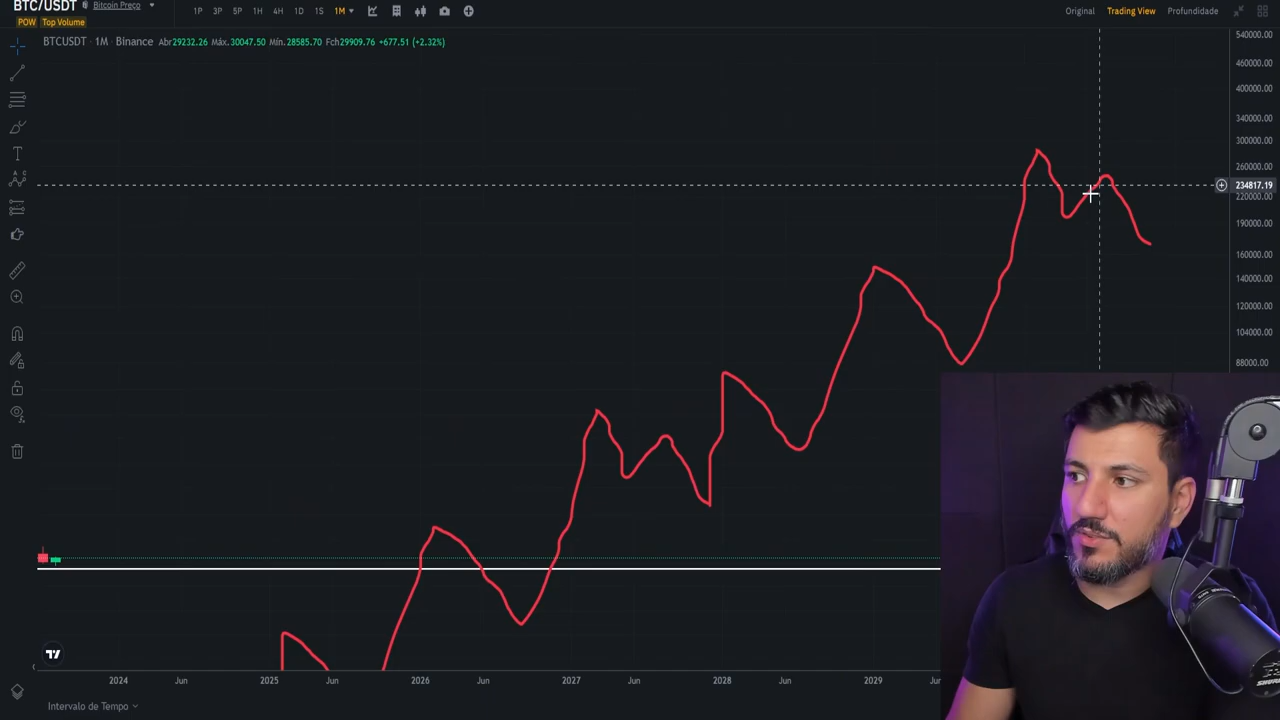 BTC/USDT Bitcoin Preço
POW Top Volume
1P 3P 5P 1H 4H 1D 1S 1M
Original Trading View Profundidade
BTCUSDT · 1M · Binance Abr29232.26 Máx.30047.50 Mín.28585.70 Fch29909.76 +677.51 (+2.32%)
540000.00
460000.00
400000.00
340000.00
300000.00
260000.00
234817.19
220000.00
190000.00
160000.00
140000.00
120000.00
104000.00
88000.00
2024 Jun 2025 Jun 2026 Jun 2027 Jun 2028 Jun 2029
Intervalo de Tempo